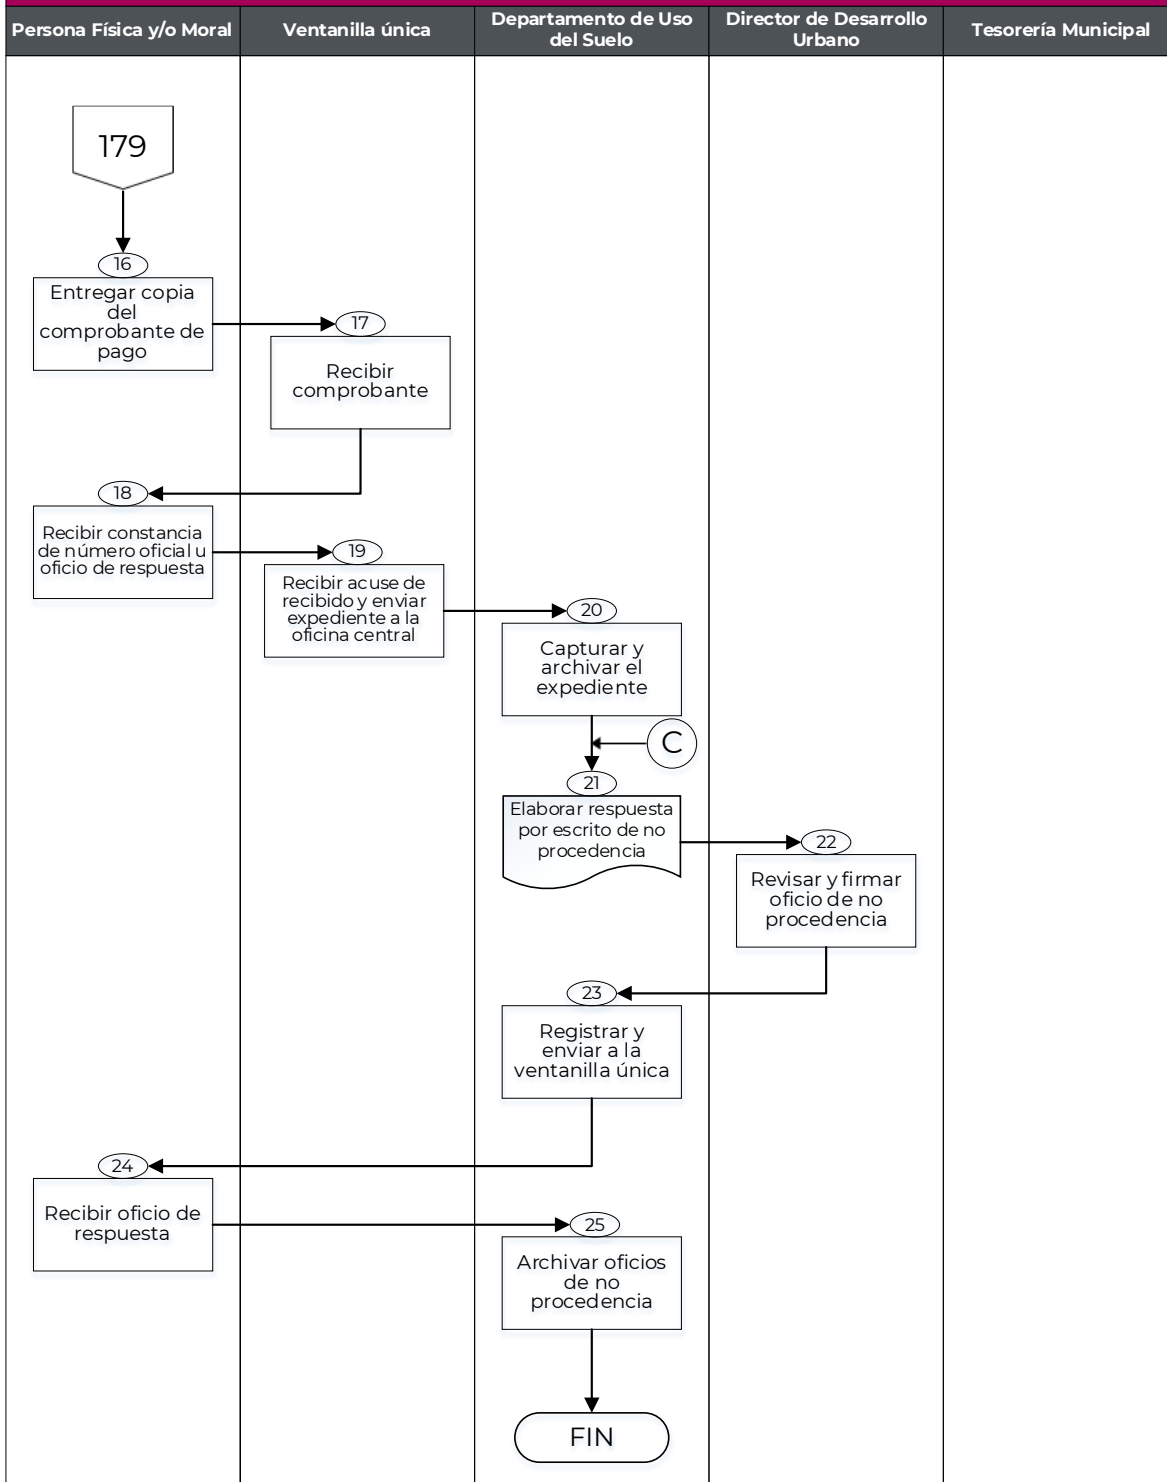 Persona Física y/o Moral
Ventanilla única
Departamento de Uso
del Suelo
Director de Desarrollo
Urbano
Tesorería Municipal
179
16
Entregar copia
del
comprobante de
pago
17
Recibir
comprobante
18
Recibir constancia
de número oficial u
oficio de respuesta
19
Recibir acuse de
recibido y enviar
expediente a la
oficina central
20
Capturar y
archivar el
expediente
C
21
Elaborar respuesta
por escrito de no
procedencia
22
Revisar y firmar
oficio de no
procedencia
23
Registrar y
enviar a la
ventanilla única
24
Recibir oficio de
respuesta
25
Archivar oficios
de no
procedencia
FIN